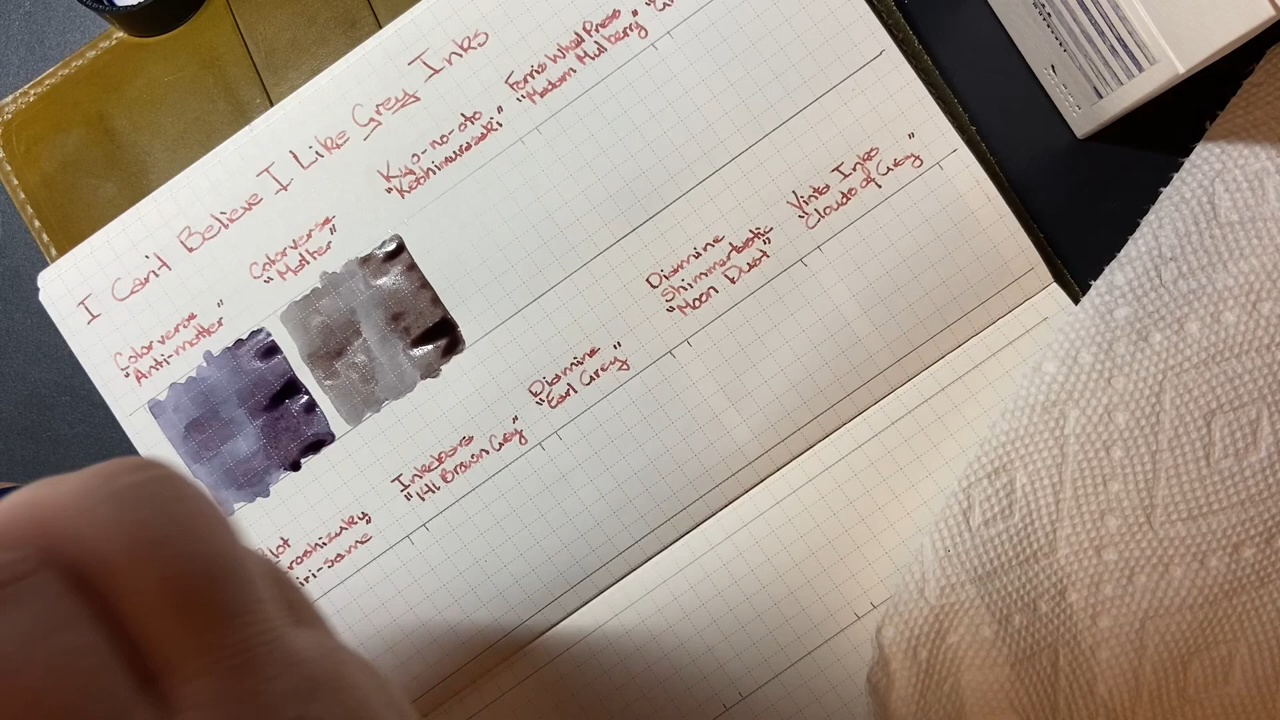 I Can't Believe I Like Grey Inks
Colorverse
"Anti-matter"
Colorverse
"Matter"
Kyo-no-oto
"Keshimurasaki"
Ferris Wheel Press
"Madam Mulberry"
Inkebara
"141 Brown Grey"
Diamine
"Earl Grey"
Diamine
Shimmertastic
"Moon Dust"
Vinta Inks
"Clouds of Grey"